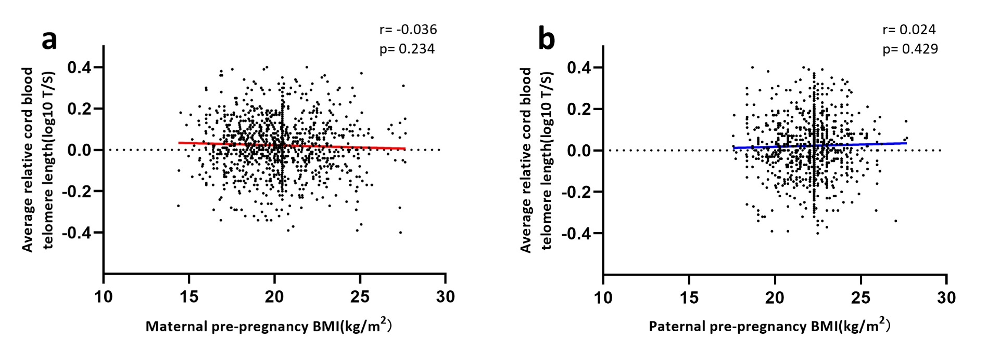 a
r= -0.036
p= 0.234
Average relative cord blood
telomere length(log10 T/S)
0.4
0.2
0.0
-0.2
-0.4
10 15 20 25 30
Maternal pre-pregnancy BMI(kg/m²)
b
r= 0.024
p= 0.429
Average relative cord blood
telomere length(log10 T/S)
0.4
0.2
0.0
-0.2
-0.4
10 15 20 25 30
Paternal pre-pregnancy BMI(kg/m²)